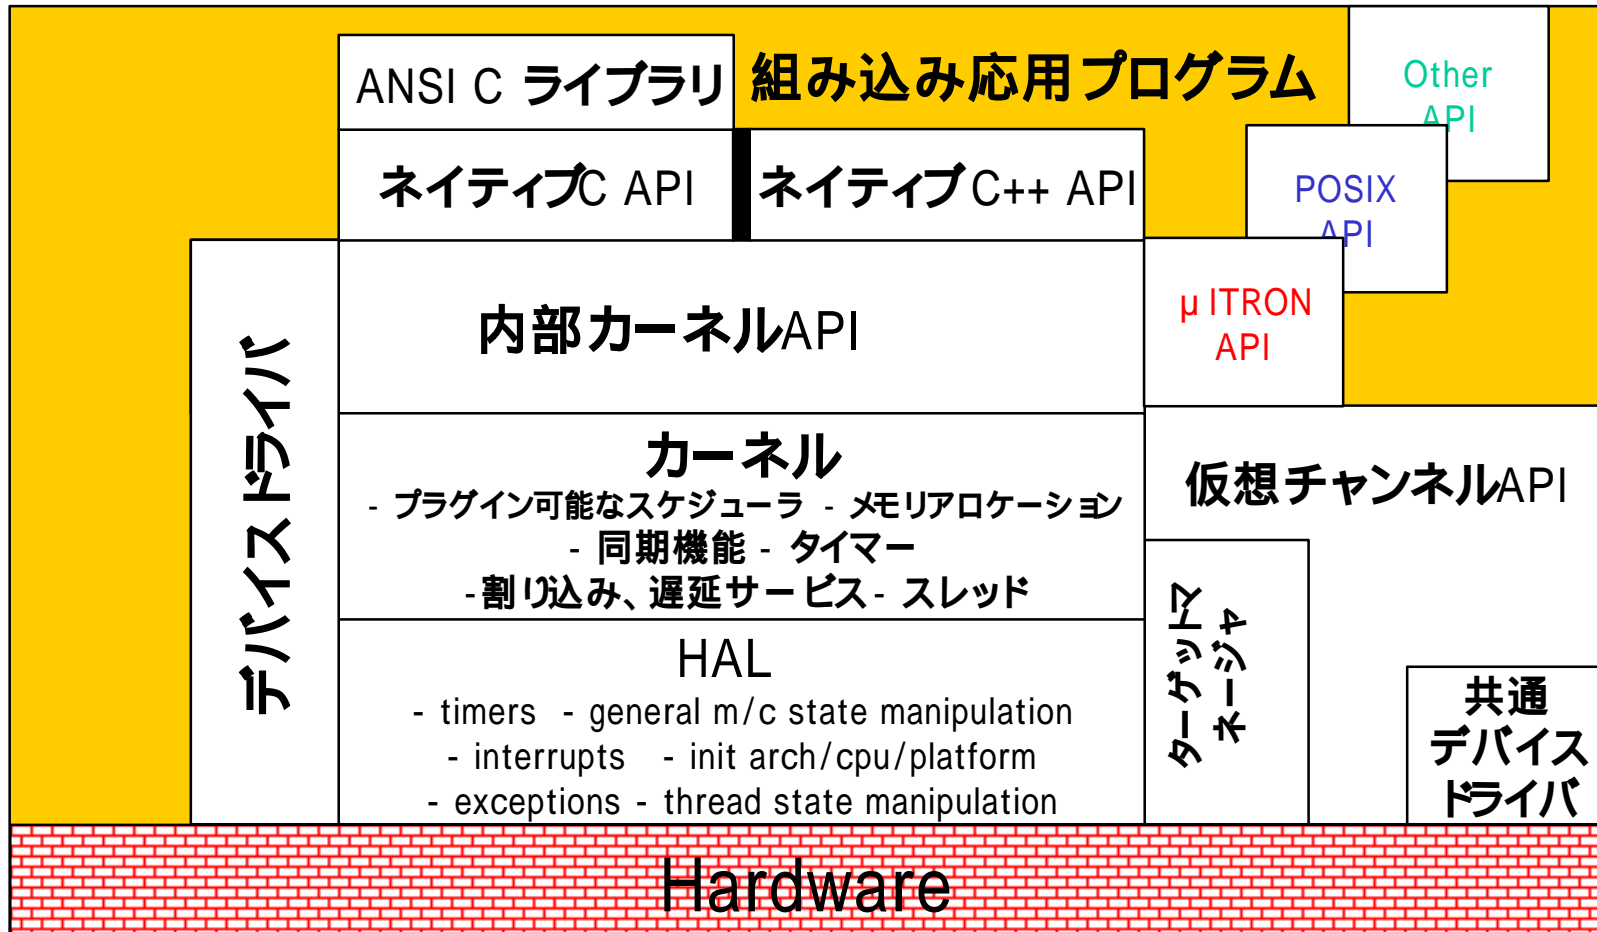 ANSI C ライブラリ
組み込み応用プログラム
Other
API
ネイティブC API
ネイティブC++ API
POSIX
API
デバイスドライバ
内部カーネルAPI
μITRON
API
カーネル
- プラグイン可能なスケジューラ - メモリアロケーション
- 同期機能 - タイマー
-割り込み、遅延サービス- スレッド
仮想チャンネルAPI
HAL
- timers - general m/c state manipulation
- interrupts - init arch/cpu/platform
- exceptions - thread state manipulation
ターゲットマ
ネージャ
共通
デバイス
ドライバ
Hardware